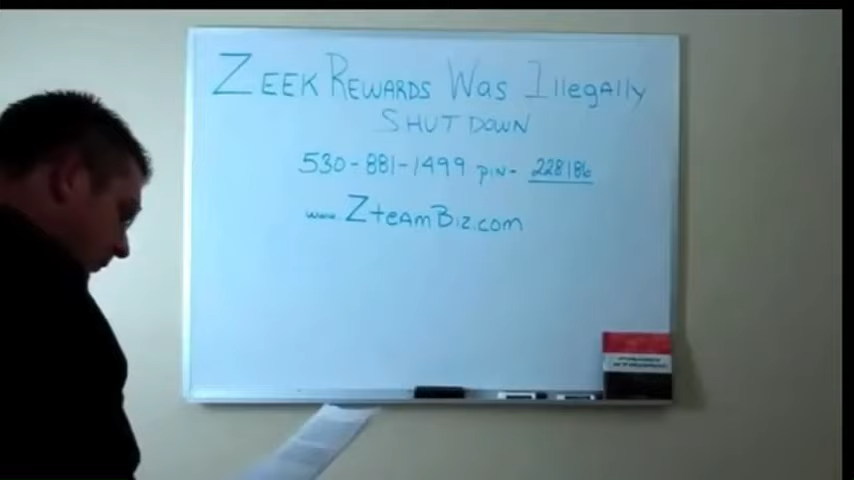 Zeek Rewards Was Illegally
Shut Down
530-881-1499 pin- 228186
www.ZteamBiz.com